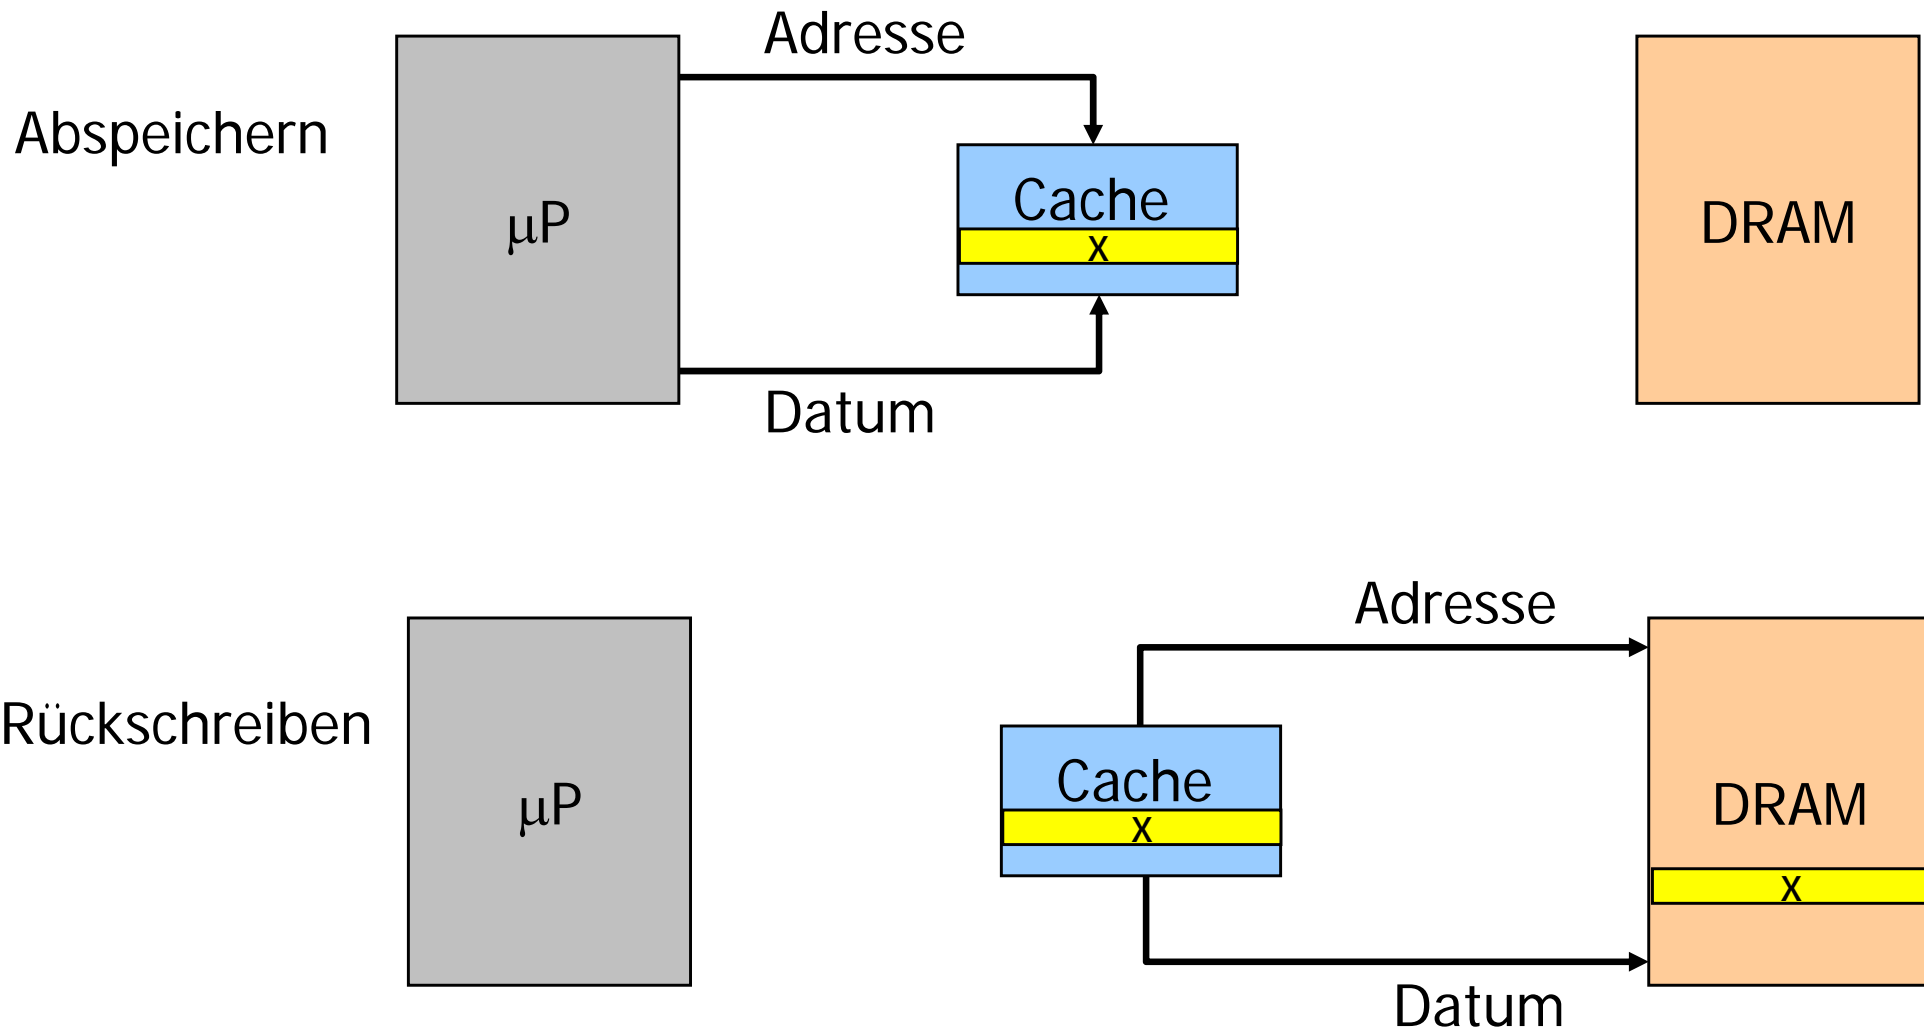 Adresse
Abspeichern
µP
Cache
x
DRAM
Datum
Adresse
Rückschreiben
µP
Cache
x
DRAM
x
Datum